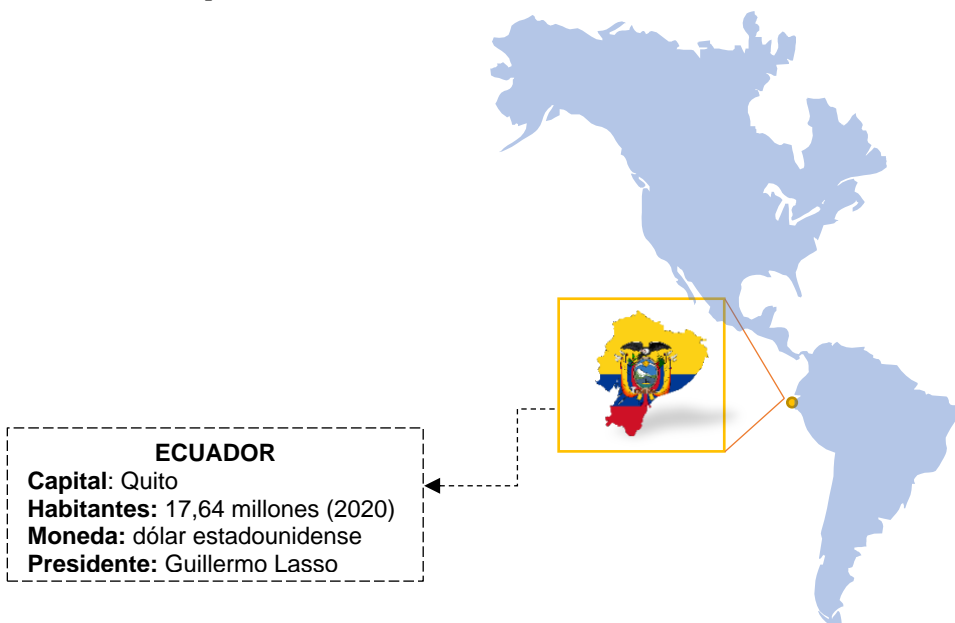 ECUADOR
Capital: Quito
Habitantes: 17,64 millones (2020)
Moneda: dólar estadounidense
Presidente: Guillermo Lasso